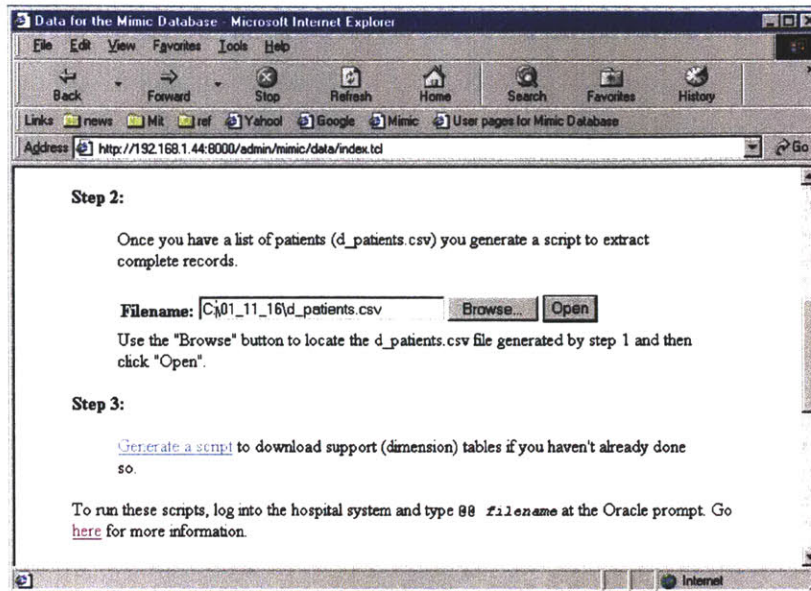 Data for the Mimic Database - Microsoft Internet Explorer
File Edit View Favorites Tools Help
Back Forward Stop Refresh Home Search Favorites History
Links news Mit ref Yahoo! Google Mimic User pages for Mimic Database
Address http://192.168.1.44:8000/admin/mimic/data/index.tcl Go
Step 2:
Once you have a list of patients (d_patients.csv) you generate a script to extract
complete records.
Filename: C:\01_11_16\d_patients.csv Browse... Open
Use the "Browse" button to locate the d_patients.csv file generated by step 1 and then
click "Open".
Step 3:
Generate a script to download support (dimension) tables if you haven't already done
so.
To run these scripts, log into the hospital system and type @@ filename at the Oracle prompt. Go
here for more information.
Internet